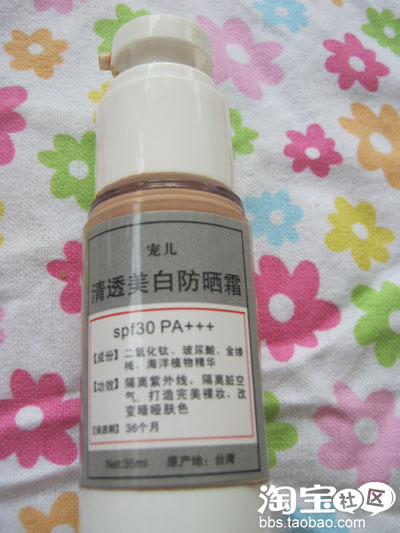 宠儿
清透美白防晒霜
spf30 PA+++
【成份】二氧化钛、玻尿酸、金缕
梅、海洋植物精华
【功效】隔离紫外线，隔离脏空
气，打造完美裸妆，改
变暗哑肤色
【保质期】36个月
Net:35ml 原产地：台湾
淘宝社区
bbs.taobao.com